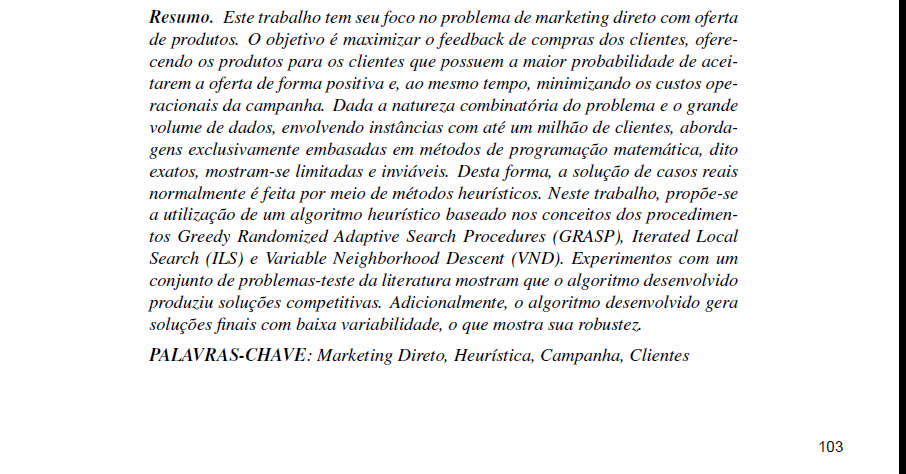 Resumo. Este trabalho tem seu foco no problema de marketing direto com oferta
de produtos. O objetivo é maximizar o feedback de compras dos clientes, ofere-
cendo os produtos para os clientes que possuem a maior probabilidade de acei-
tarem a oferta de forma positiva e, ao mesmo tempo, minimizando os custos ope-
racionais da campanha. Dada a natureza combinatória do problema e o grande
volume de dados, envolvendo instâncias com até um milhão de clientes, aborda-
gens exclusivamente embasadas em métodos de programação matemática, dito
exatos, mostram-se limitadas e inviáveis. Desta forma, a solução de casos reais
normalmente é feita por meio de métodos heurísticos. Neste trabalho, propõe-se
a utilização de um algoritmo heurístico baseado nos conceitos dos procedimen-
tos Greedy Randomized Adaptive Search Procedures (GRASP), Iterated Local
Search (ILS) e Variable Neighborhood Descent (VND). Experimentos com um
conjunto de problemas-teste da literatura mostram que o algoritmo desenvolvido
produziu soluções competitivas. Adicionalmente, o algoritmo desenvolvido gera
soluções finais com baixa variabilidade, o que mostra sua robustez.
PALAVRAS-CHAVE: Marketing Direto, Heurística, Campanha, Clientes
103